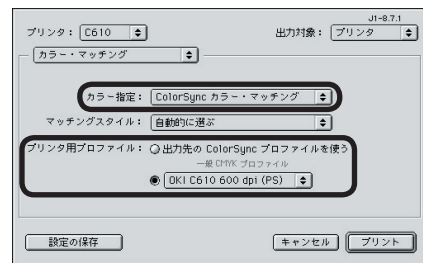 J1-8.7.1
プリンタ： C610 出力対象： プリンタ
カラー・マッチング
カラー指定： ColorSync カラー・マッチング
マッチングスタイル： 自動的に選ぶ
プリンタ用プロファイル： 出力先の ColorSync プロファイルを使う
一般 CMYK プロファイル
OKI C610 600 dpi (PS)
設定の保存 キャンセル プリント